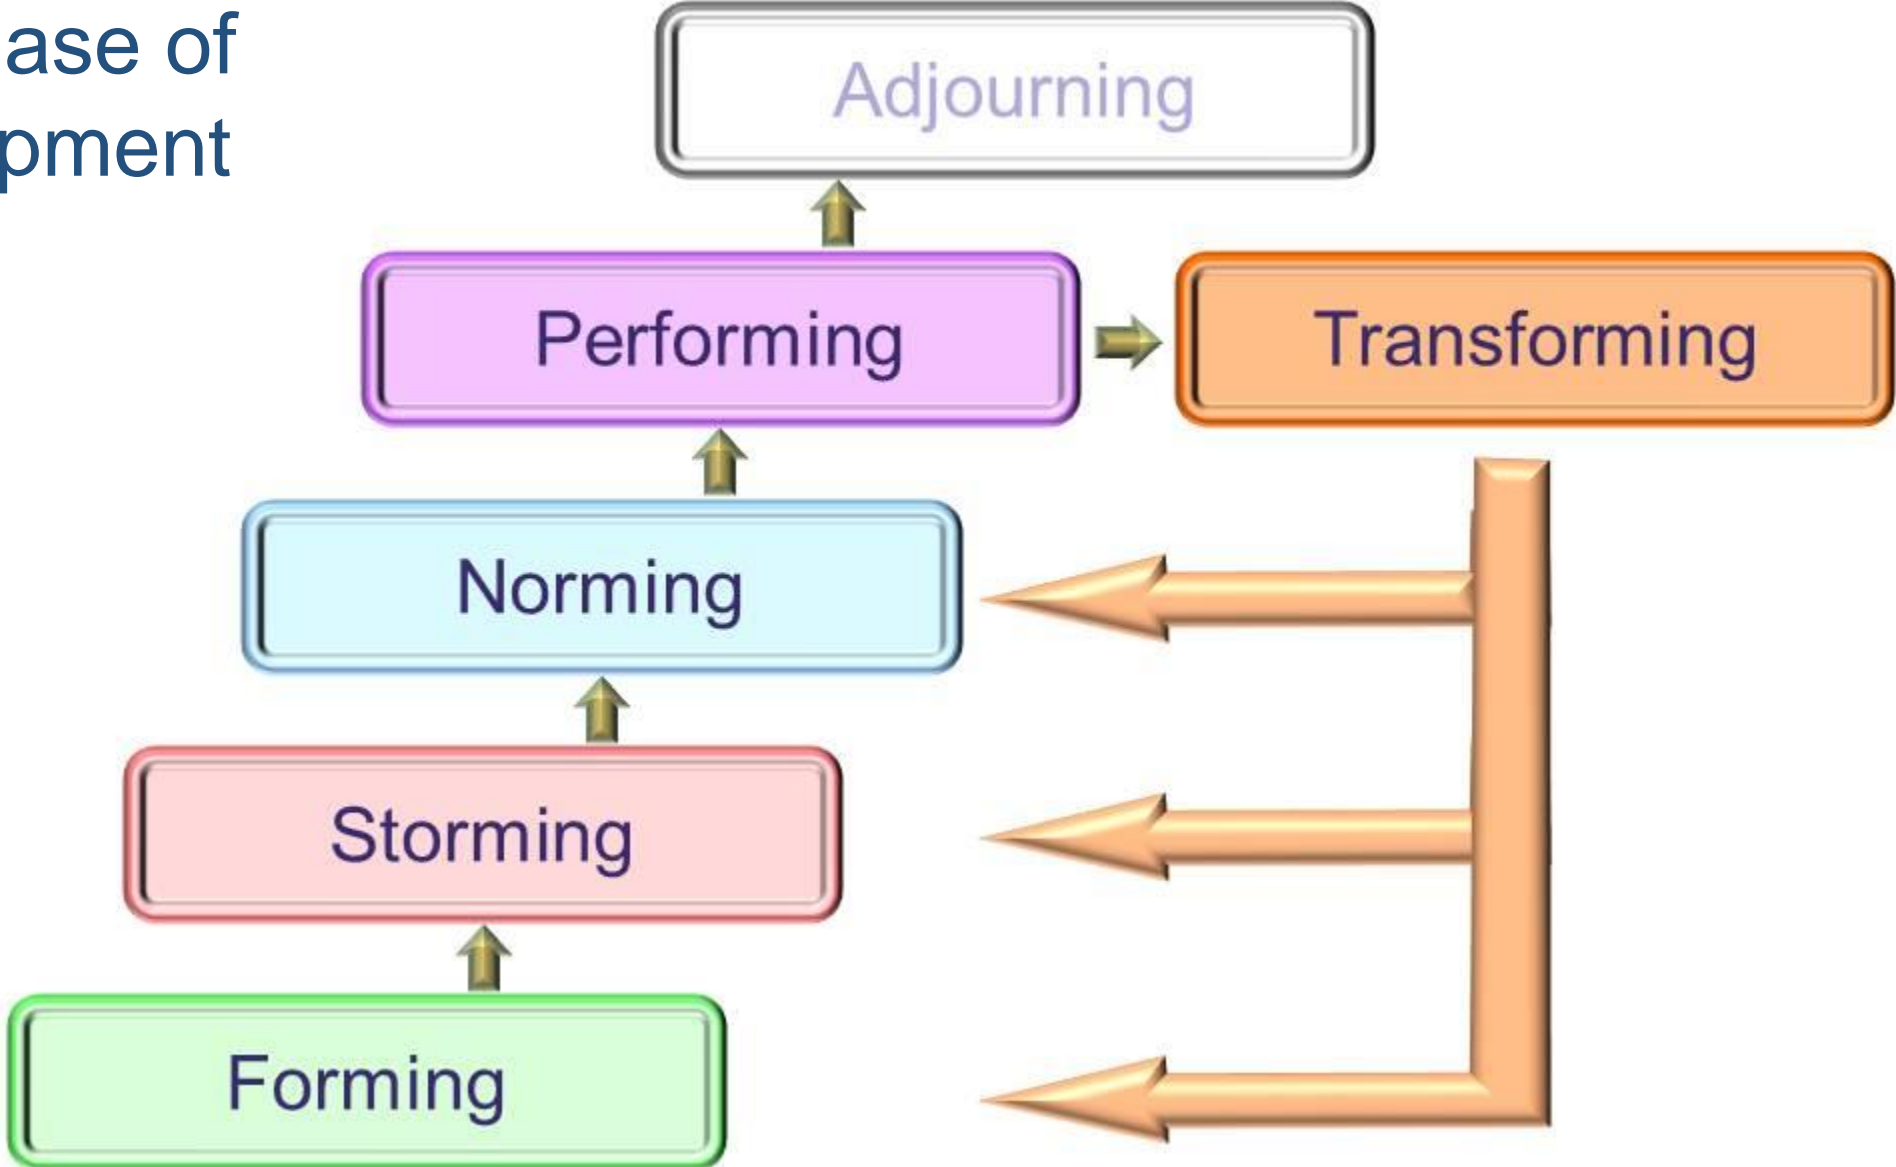 ase of
pment
Adjourning
Performing
Transforming
Norming
Storming
Forming